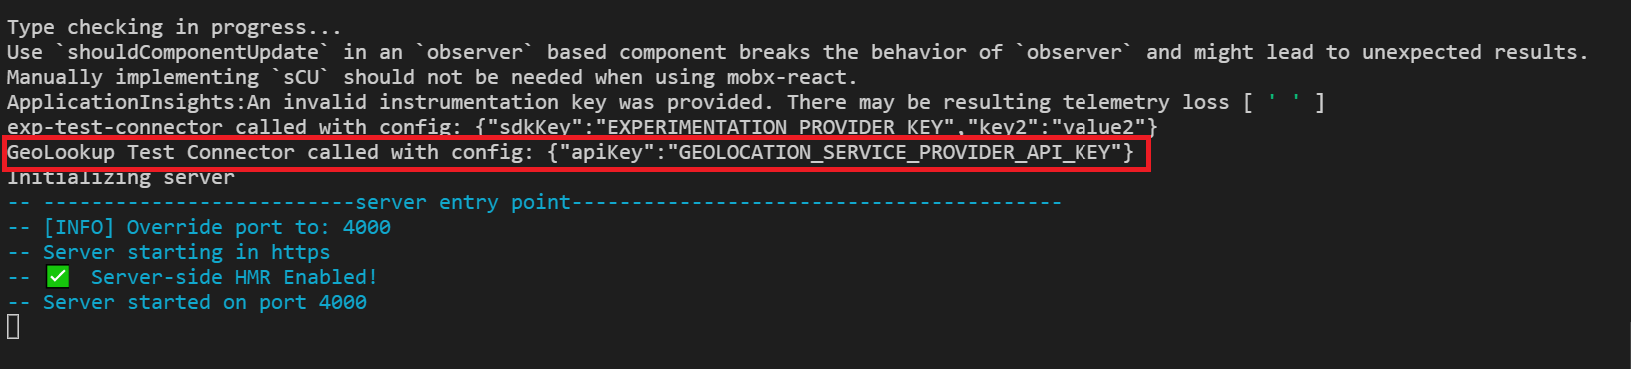 Type checking in progress...
Use `shouldComponentUpdate` in an `observer` based component breaks the behavior of `observer` and might lead to unexpected results.
Manually implementing `sCU` should not be needed when using mobx-react.
ApplicationInsights:An invalid instrumentation key was provided. There may be resulting telemetry loss [ ' ' ]
exp-test-connector called with config: {"sdkKey":"EXPERIMENTATION_PROVIDER_KEY","key2":"value2"}
GeoLookup Test Connector called with config: {"apiKey":"GEOLOCATION_SERVICE_PROVIDER_API_KEY"}
Initializing server
-- --------------------------server entry point-----------------------------------------
-- [INFO] Override port to: 4000
-- Server starting in https
-- ✅ Server-side HMR Enabled!
-- Server started on port 4000